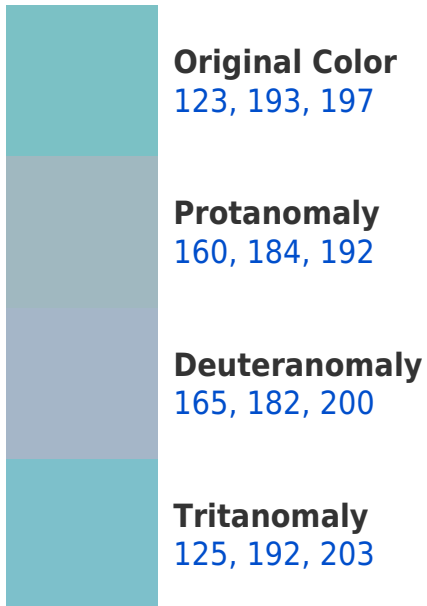 Original Color
123, 193, 197
Protanomaly
160, 184, 192
Deuteranomaly
165, 182, 200
Tritanomaly
125, 192, 203